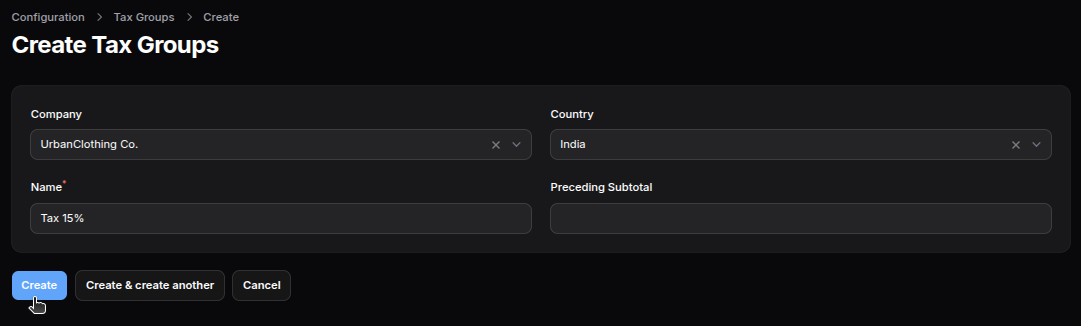 Configuration > Tax Groups > Create
Create Tax Groups
Company
Country
UrbanClothing Co.
India
Name*
Preceding Subtotal
Tax 15%
Create
Create & create another
Cancel